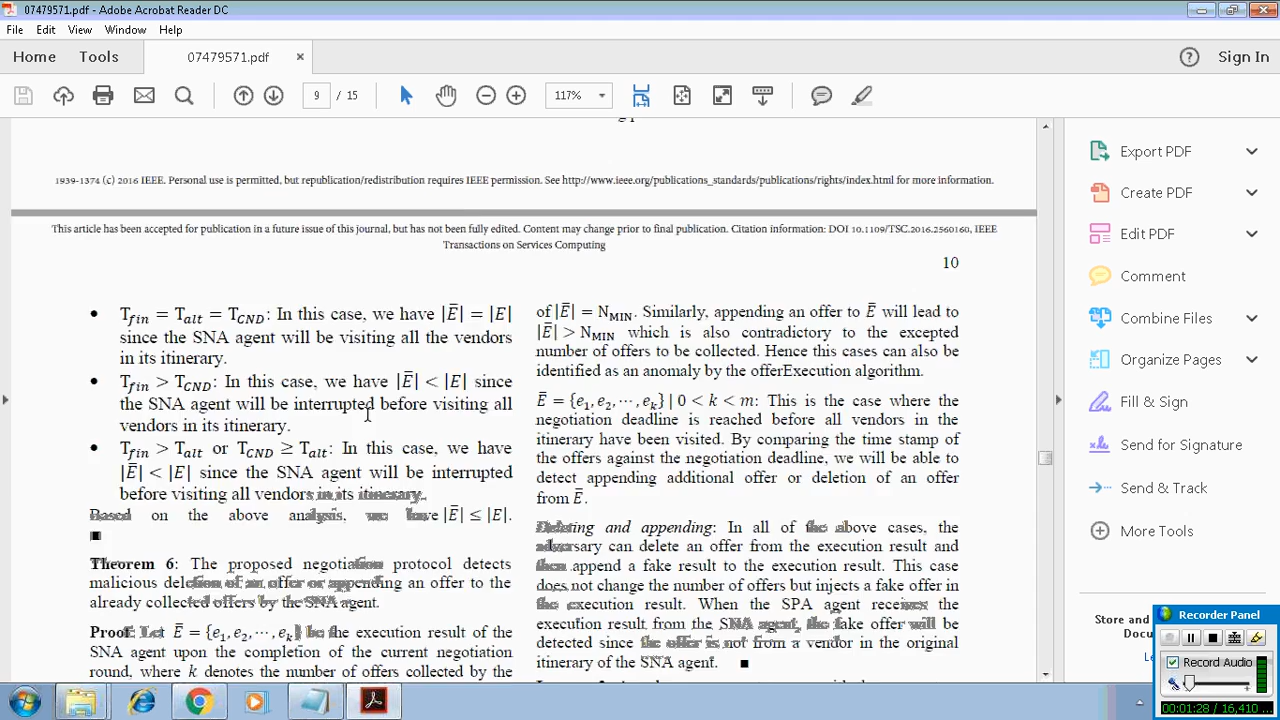 07479571.pdf - Adobe Acrobat Reader DC
File Edit View Window Help
Home Tools 07479571.pdf × Sign In
9 / 15 117%
1939-1374 (c) 2016 IEEE. Personal use is permitted, but republication/redistribution requires IEEE permission. See http://www.ieee.org/publications_standards/publications/rights/index.html for more information.
This article has been accepted for publication in a future issue of this journal, but has not been fully edited. Content may change prior to final publication. Citation information: DOI 10.1109/TSC.2016.2560160, IEEE
Transactions on Services Computing
10
• T_fin = T_alt = T_CND: In this case, we have |Ē| = |E|
since the SNA agent will be visiting all the vendors
in its itinerary.
• T_fin > T_CND: In this case, we have |Ē| < |E| since
the SNA agent will be interrupted before visiting all
vendors in its itinerary.
• T_fin > T_alt or T_CND ≥ T_alt: In this case, we have
|Ē| < |E| since the SNA agent will be interrupted
before visiting all vendors in its itinerary.
Based on the above analysis, we have |Ē| ≤ |E|.
■
Theorem 6: The proposed negotiation protocol detects
malicious deletion of an offer or appending an offer to the
already collected offers by the SNA agent.
Proof: Let Ē = {e1, e2, ⋯, ek} be the execution result of the
SNA agent upon the completion of the current negotiation
round, where k denotes the number of offers collected by the
of |Ē| = N_MIN. Similarly, appending an offer to Ē will lead to
|Ē| > N_MIN which is also contradictory to the excepted
number of offers to be collected. Hence this cases can also be
identified as an anomaly by the offerExecution algorithm.
Ē = {e1, e2, ⋯, ek} | 0 < k < m: This is the case where the
negotiation deadline is reached before all vendors in the
itinerary have been visited. By comparing the time stamp of
the offers against the negotiation deadline, we will be able to
detect appending additional offer or deletion of an offer
from Ē.
Deleting and appending: In all of the above cases, the
adversary can delete an offer from the execution result and
then append a fake result to the execution result. This case
does not change the number of offers but injects a fake offer in
the execution result. When the SPA agent receives the
execution result from the SNA agent, the fake offer will be
detected since the offer is not from a vendor in the original
itinerary of the SNA agent. ■
Export PDF
Create PDF
Edit PDF
Comment
Combine Files
Organize Pages
Fill & Sign
Send for Signature
Send & Track
More Tools
Store and
Recorder Panel
Record Audio
00:01:28 / 16,410 ...